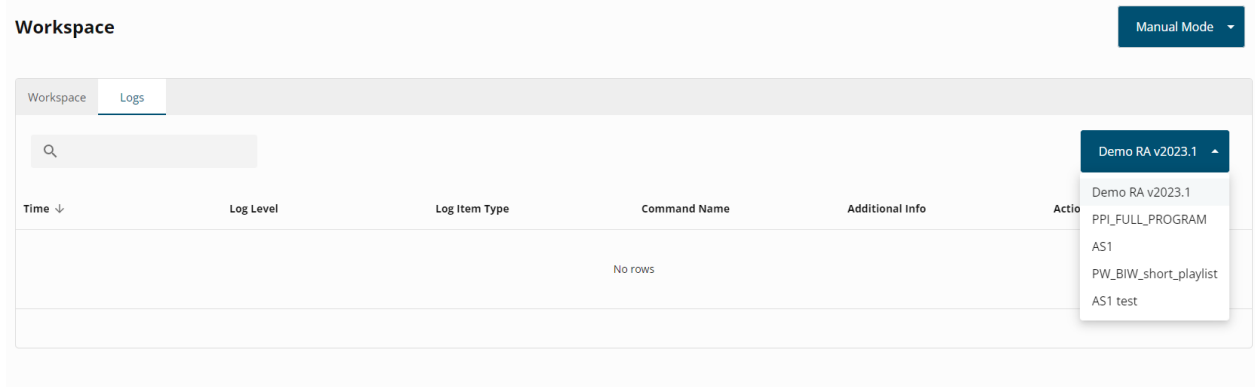 Workspace
Manual Mode
Workspace Logs
Demo RA v2023.1
Time Log Level Log Item Type Command Name Additional Info Actio
Demo RA v2023.1
PPI_FULL_PROGRAM
AS1
PW_BIW_short_playlist
AS1 test
No rows